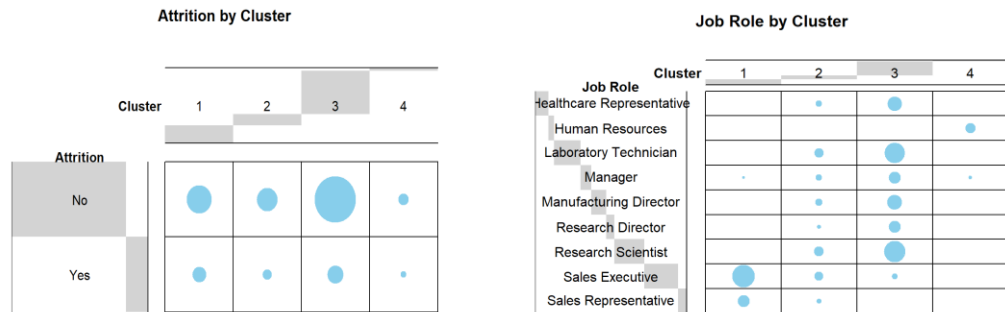 Attrition by Cluster
Cluster 1 2 3 4
Attrition
No
Yes
Job Role by Cluster
Cluster 1 2 3 4
Job Role
Healthcare Representative
Human Resources
Laboratory Technician
Manager
Manufacturing Director
Research Director
Research Scientist
Sales Executive
Sales Representative